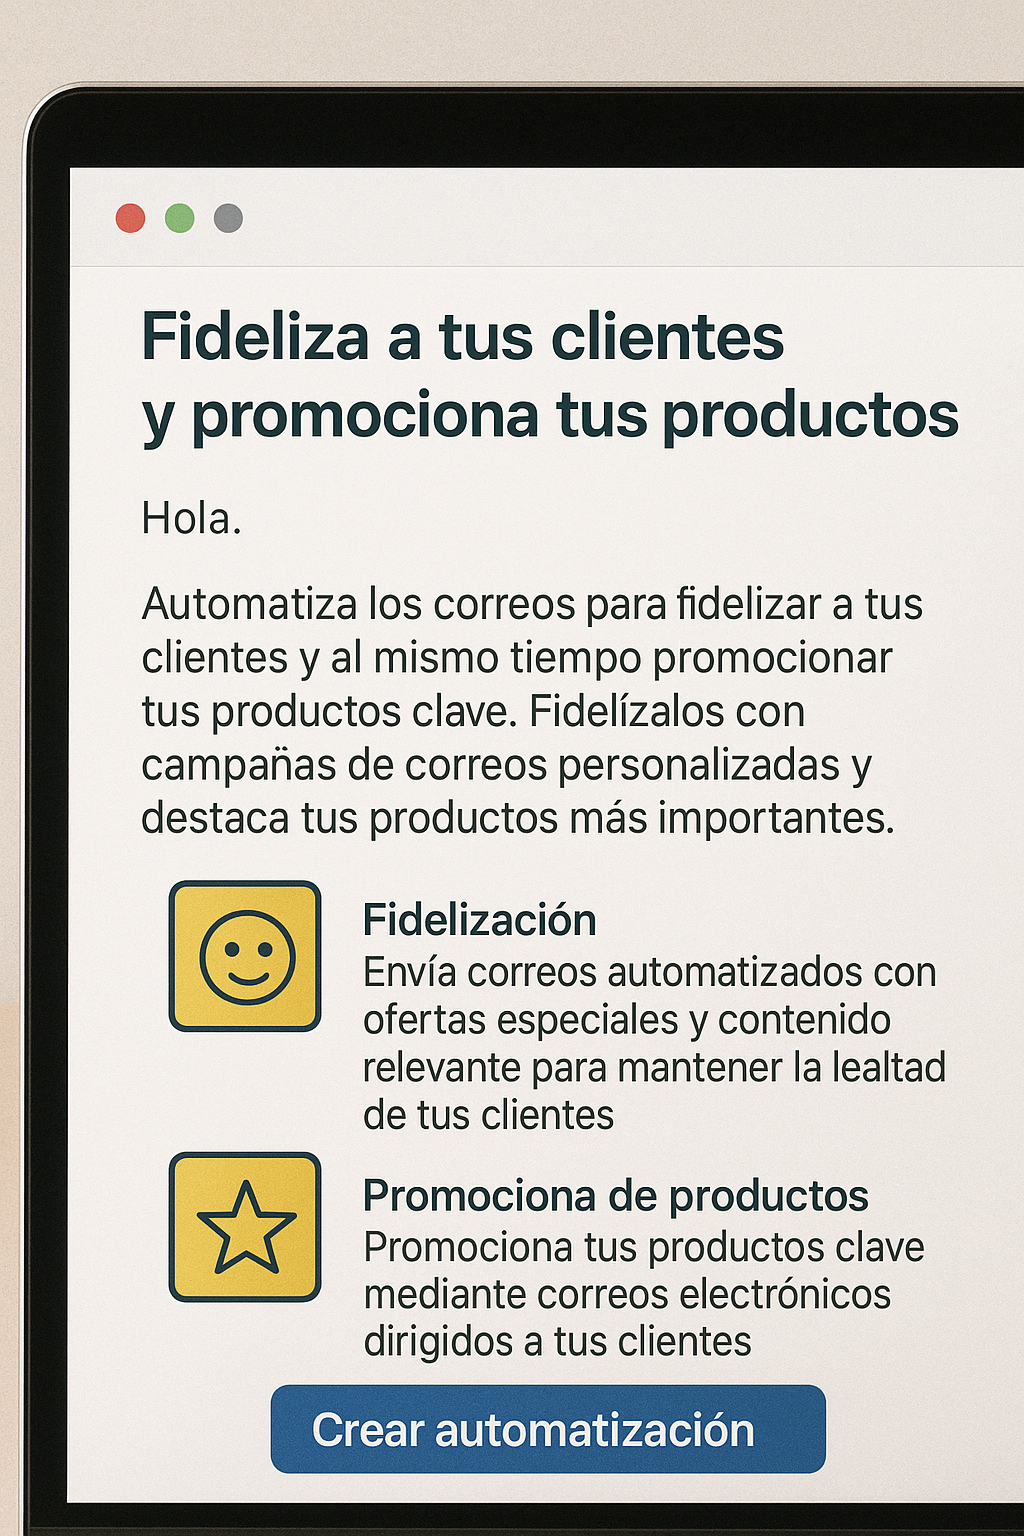 Fideliza a tus clientes
y promociona tus productos
Hola.
Automatiza los correos para fidelizar a tus
clientes y al mismo tiempo promocionar
tus productos clave. Fidelízalos con
campan̈as de correos personalizadas y
destaca tus productos más importantes.
Fidelización
Envía correos automatizados con
ofertas especiales y contenido
relevante para mantener la lealtad
de tus clientes
Promociona de productos
Promociona tus productos clave
mediante correos electrónicos
dirigidos a tus clientes
Crear automatización